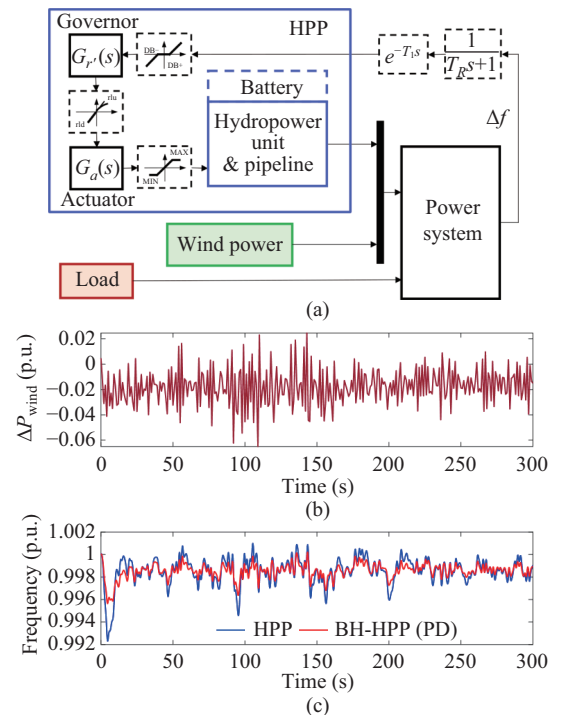 Governor
HPP
G_{r'}(s)
DB−
DB+
e^{-T_1 s}
1
T_R s+1
Battery
rlu
rld
Hydropower
unit
& pipeline
Δf
G_a(s)
MAX
MIN
Actuator
Power
system
Wind power
Load
(a)
ΔP_wind (p.u.)
0.02
0
−0.02
−0.04
−0.06
0 50 100 150 200 250 300
Time (s)
(b)
Frequency (p.u.)
1.002
1
0.998
0.996
0.994
0.992
HPP BH-HPP (PD)
0 50 100 150 200 250 300
Time (s)
(c)